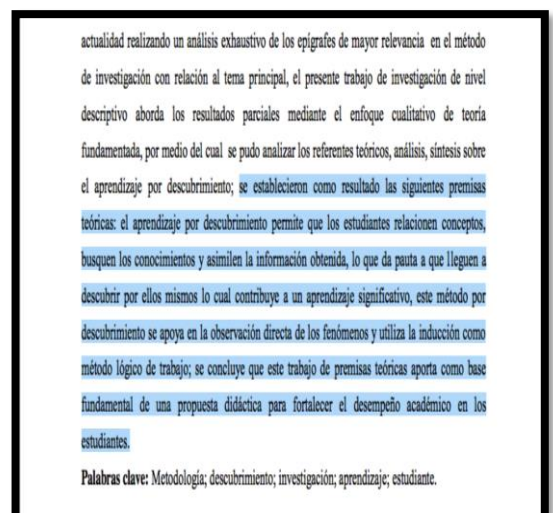 actualidad realizando un análisis exhaustivo de los epígrafes de mayor relevancia en el método
de investigación con relación al tema principal, el presente trabajo de investigación de nivel
descriptivo aborda los resultados parciales mediante el enfoque cualitativo de teoría
fundamentada, por medio del cual se pudo analizar los referentes teóricos, análisis, síntesis sobre
el aprendizaje por descubrimiento; se establecieron como resultado las siguientes premisas
teóricas: el aprendizaje por descubrimiento permite que los estudiantes relacionen conceptos,
busquen los conocimientos y asimilen la información obtenida, lo que da pauta a que lleguen a
descubrir por ellos mismos lo cual contribuye a un aprendizaje significativo, este método por
descubrimiento se apoya en la observación directa de los fenómenos y utiliza la inducción como
método lógico de trabajo; se concluye que este trabajo de premisas teóricas aporta como base
fundamental de una propuesta didáctica para fortalecer el desempeño académico en los
estudiantes.
Palabras clave: Metodología; descubrimiento; investigación; aprendizaje; estudiante.